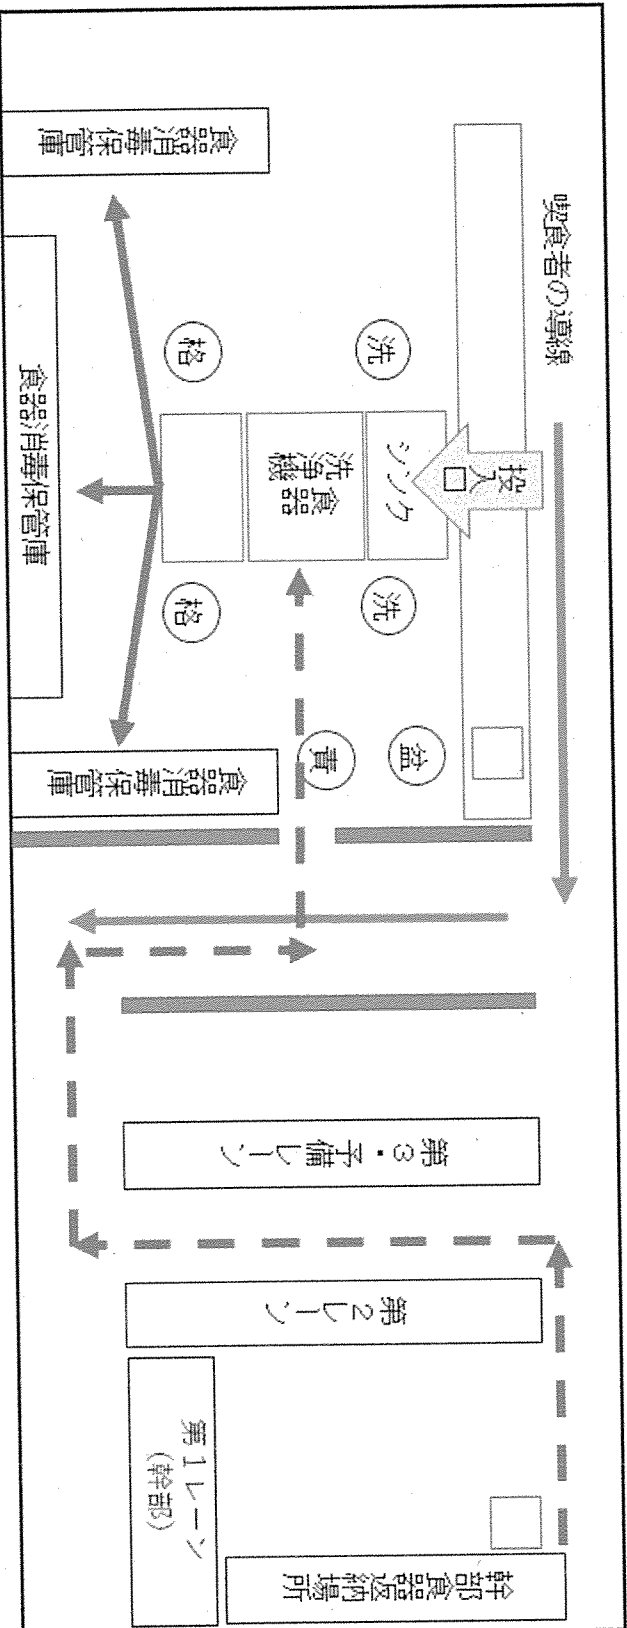 喫食者の導線
投入
口
食器消毒保管庫
洗
格
シンク
食器
洗浄機
食器消毒保管庫
洗
格
盆
責
食器消毒保管庫
第３・予備レーン
第２レーン
第１レーン
（幹部）
幹部食器返納場所